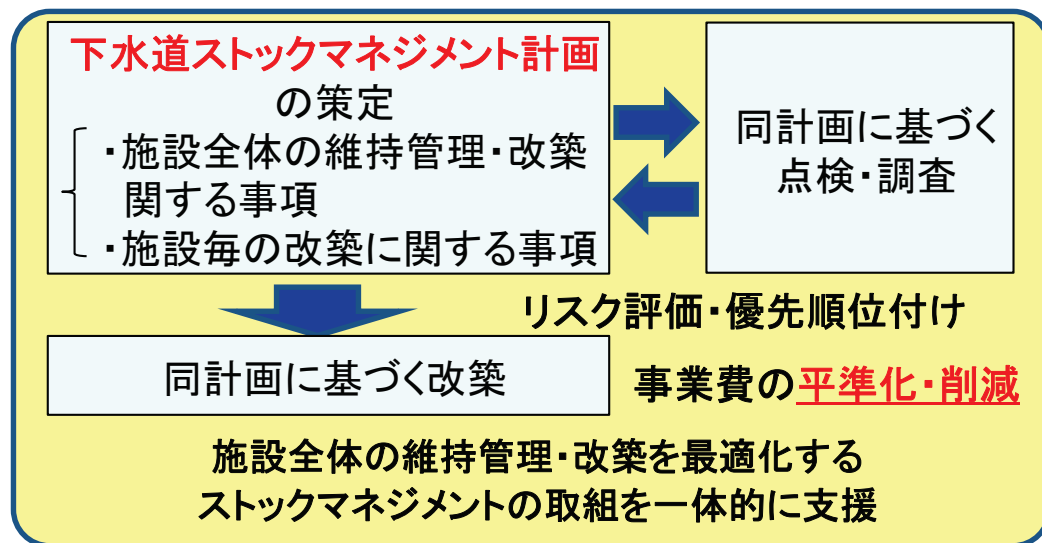 下水道ストックマネジメント計画
の策定
・施設全体の維持管理・改築
関する事項
・施設毎の改築に関する事項
同計画に基づく
点検・調査
リスク評価・優先順位付け
同計画に基づく改築
事業費の平準化・削減
施設全体の維持管理・改築を最適化する
ストックマネジメントの取組を一体的に支援